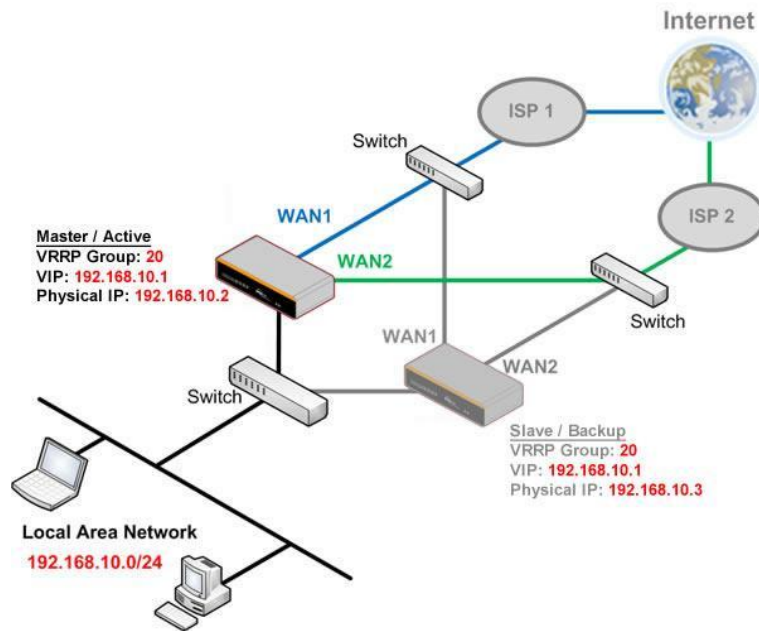 Internet
ISP 1
Switch
WAN1
ISP 2
Master / Active
VRRP Group: 20
VIP: 192.168.10.1
Physical IP: 192.168.10.2
WAN2
Switch
WAN1
WAN2
Switch
Slave / Backup
VRRP Group: 20
VIP: 192.168.10.1
Physical IP: 192.168.10.3
Local Area Network
192.168.10.0/24